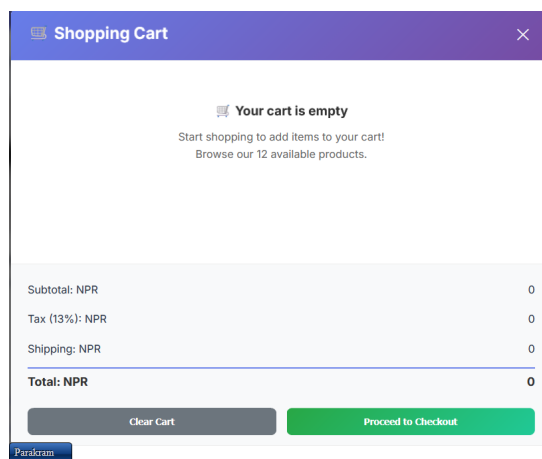 Shopping Cart
Your cart is empty
Start shopping to add items to your cart!
Browse our 12 available products.
Subtotal: NPR 0
Tax (13%): NPR 0
Shipping: NPR 0
Total: NPR 0
Clear Cart Proceed to Checkout
Parakram